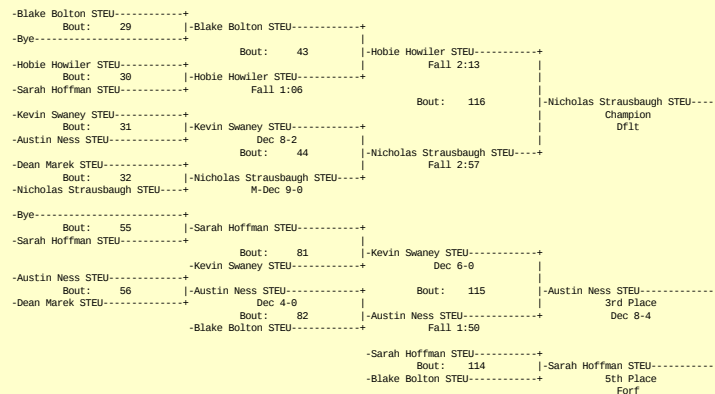 -Blake Bolton STEU------------+
Bout: 29 |-Blake Bolton STEU-----------+
-Bye--------------------------+ |
Bout: 43 |-Hobie Howiler STEU-----------+
-Hobie Howiler STEU-----------+ | Fall 2:13 |
Bout: 30 |-Hobie Howiler STEU----------+ |
-Sarah Hoffman STEU-----------+ Fall 1:06 |
Bout: 116 |-Nicholas Strausbaugh STEU----
-Kevin Swaney STEU------------+ | Champion
Bout: 31 |-Kevin Swaney STEU-----------+ | Dflt
-Austin Ness STEU-------------+ Dec 8-2 | |
Bout: 44 |-Nicholas Strausbaugh STEU----+
-Dean Marek STEU--------------+ | Fall 2:57
Bout: 32 |-Nicholas Strausbaugh STEU----+
-Nicholas Strausbaugh STEU----+ M-Dec 9-0
-Bye--------------------------+
Bout: 55 |-Sarah Hoffman STEU-----------+
-Sarah Hoffman STEU-----------+ |
Bout: 81 |-Kevin Swaney STEU------------+
-Kevin Swaney STEU------------+ Dec 6-0 |
-Austin Ness STEU-------------+ |
Bout: 56 |-Austin Ness STEU-------------+ Bout: 115 |-Austin Ness STEU-------------
-Dean Marek STEU--------------+ Dec 4-0 | | 3rd Place
Bout: 82 |-Austin Ness STEU-------------+ Dec 8-4
-Blake Bolton STEU------------+ Fall 1:50
-Sarah Hoffman STEU-----------+
Bout: 114 |-Sarah Hoffman STEU-----------
-Blake Bolton STEU------------+ 5th Place
Forf